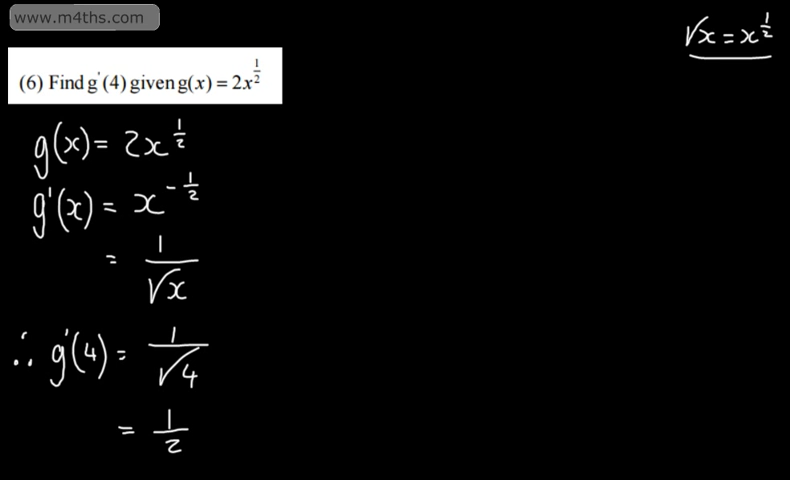 www.m4ths.com
√x = x^(1/2)
(6) Find g'(4) given g(x) = 2x^(1/2)
g(x) = 2x^(1/2)
g'(x) = x^(-1/2)
= 1/√x
∴ g'(4) = 1/√4
= 1/2